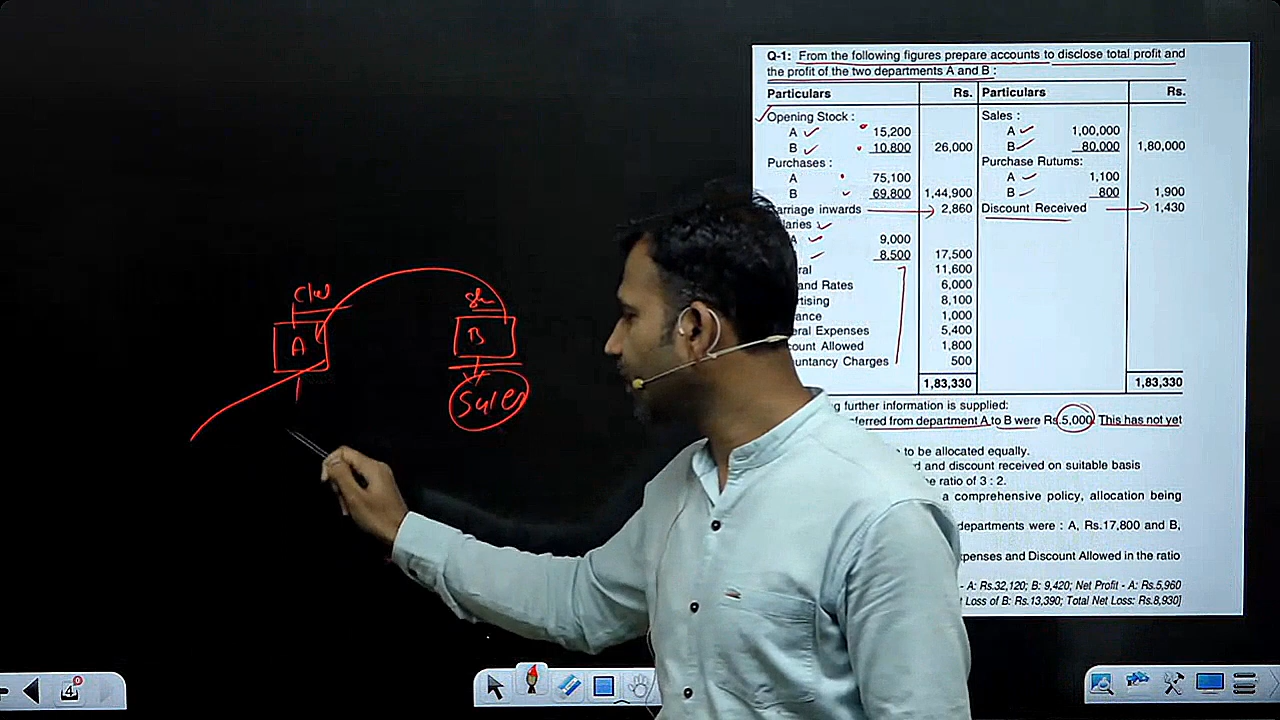 Q-1: From the following figures prepare accounts to disclose total profit and
the profit of the two departments A and B :
Particulars Rs. Particulars Rs.
Opening Stock : Sales :
A 15,200 A 1,00,000
B 10,800 26,000 B 80,000 1,80,000
Purchases : Purchase Ruturns:
A 75,100 A 1,100
B 69,800 1,44,900 B 800 1,900
arriage inwards 2,860 Discount Received 1,430
laries :
A 9,000
8,500 17,500
ral 11,600
and Rates 6,000
rtising 8,100
ance 1,000
eral Expenses 5,400
count Allowed 1,800
untancy Charges 500
1,83,330 1,83,330
g further information is supplied:
ferred from department A to B were Rs.5,000. This has not yet
to be allocated equally.
d and discount received on suitable basis
e ratio of 3 : 2.
a comprehensive policy, allocation being
departments were : A, Rs.17,800 and B,
xpenses and Discount Allowed in the ratio
- A: Rs.32,120; B: 9,420; Net Profit - A: Rs.5,960
t Loss of B: Rs.13,390; Total Net Loss: Rs.8,930]
A
B
Sales
4
0